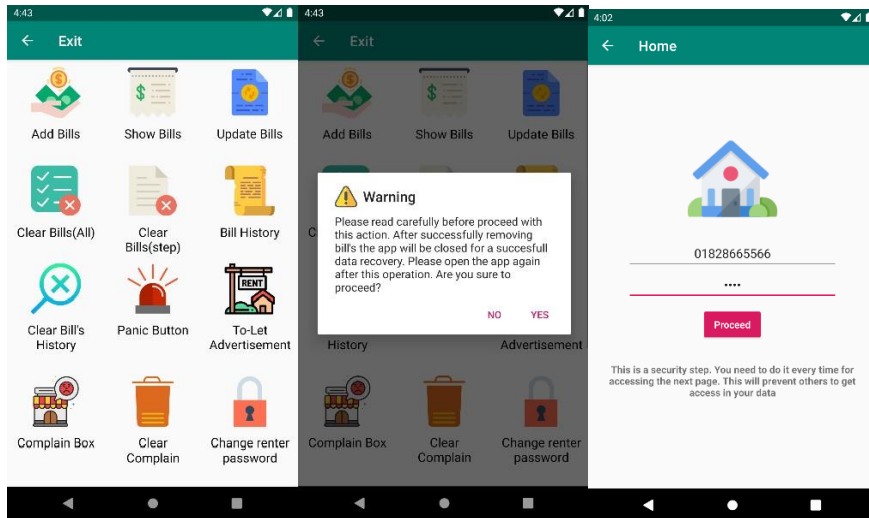 4:43
Exit
Add Bills
Show Bills
Update Bills
Clear Bills(All)
Clear
Bills(step)
Bill History
RENT
Clear Bill's
History
Panic Button
To-Let
Advertisement
Complain Box
Clear
Complain
Change renter
password
4:43
Exit
Add Bills
Show Bills
Update Bills
C
Warning
Please read carefully before proceed with
this action. After successfully removing
bill's the app will be closed for a succesfull
data recovery. Please open the app again
after this operation. Are you sure to
proceed?
NO YES
History
Advertisement
Complain Box
Clear
Complain
Change renter
password
4:02
Home
01828665566
••••
Proceed
This is a security step. You need to do it every time for
accessing the next page. This will prevent others to get
access in your data